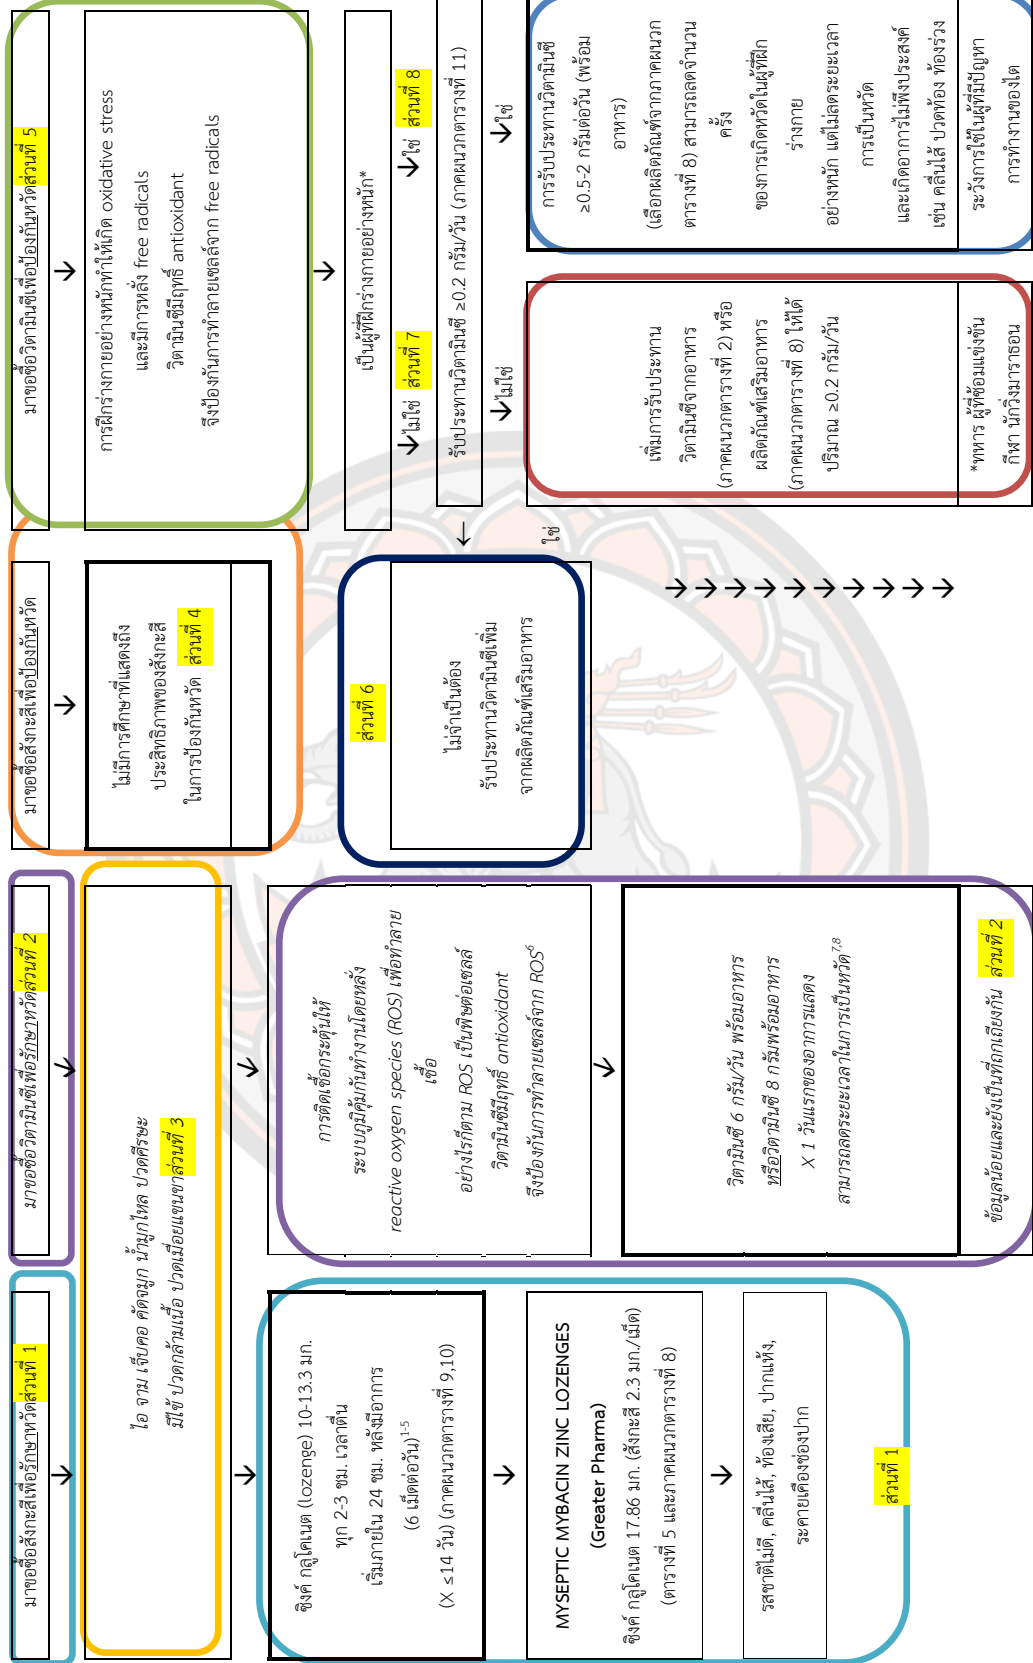 มาขอซื้อสังกะสีเพื่อรักษาหวัดส่วนที่ 1
มาขอซื้อวิตามินซีเพื่อรักษาหวัดส่วนที่ 2
มาขอซื้อสังกะสีเพื่อป้องกันหวัด
มาขอซื้อวิตามินซีเพื่อป้องกันหวัดส่วนที่ 5
ไอ จาม เจ็บคอ คัดจมูก น้ำมูกไหล ปวดศีรษะ
มีไข้ ปวดกล้ามเนื้อ ปวดเมื่อยแขนขาส่วนที่ 3
ไม่มีการศึกษาที่แสดงถึง
ประสิทธิภาพของสังกะสี
ในการป้องกันหวัด ส่วนที่ 4
การฝึกร่างกายอย่างหนักทำให้เกิด oxidative stress
และมีการหลั่ง free radicals
วิตามินซีมีฤทธิ์ antioxidant
จึงป้องกันการทำลายเซลล์จาก free radicals
ซิงค์ กลูโคเนต (lozenge) 10-13.3 มก.
ทุก 2-3 ชม. เวลาตื่น
เริ่มภายใน 24 ชม. หลังมีอาการ
(6 เม็ดต่อวัน)1-5
(X ≤14 วัน) (ภาคผนวกตารางที่ 9,10)
การติดเชื้อกระตุ้นให้
ระบบภูมิคุ้มกันทำงานโดยหลั่ง
reactive oxygen species (ROS) เพื่อทำลาย
เชื้อ
อย่างไรก็ตาม ROS เป็นพิษต่อเซลล์
วิตามินซีมีฤทธิ์ antioxidant
จึงป้องกันการทำลายเซลล์จาก ROS6
ส่วนที่ 6
ไม่จำเป็นต้อง
รับประทานวิตามินซีเพิ่ม
จากผลิตภัณฑ์เสริมอาหาร
เป็นผู้ที่ฝึกร่างกายอย่างหนัก*
ไม่ใช่ ส่วนที่ 7
ใช่ ส่วนที่ 8
รับประทานวิตามินซี ≥0.2 กรัม/วัน (ภาคผนวกตารางที่ 11)
ใช่
ไม่ใช่
ใช่
MYSEPTIC MYBACIN ZINC LOZENGES
(Greater Pharma)
ซิงค์ กลูโคเนต 17.86 มก. (สังกะสี 2.3 มก./เม็ด)
(ตารางที่ 5 และภาคผนวกตารางที่ 8)
วิตามินซี 6 กรัม/วัน พร้อมอาหาร
หรือวิตามินซี 8 กรัมพร้อมอาหาร
X 1 วันแรกของอาการแสดง
สามารถลดระยะเวลาในการเป็นหวัด7,8
เพิ่มการรับประทาน
วิตามินซีจากอาหาร
(ภาคผนวกตารางที่ 2) หรือ
ผลิตภัณฑ์เสริมอาหาร
(ภาคผนวกตารางที่ 8) ให้ได้
ปริมาณ ≥0.2 กรัม/วัน
การรับประทานวิตามินซี
≥0.5-2 กรัมต่อวัน (พร้อม
อาหาร)
(เลือกผลิตภัณฑ์จากภาคผนวก
ตารางที่ 8) สามารถลดจำนวน
ครั้ง
ของการเกิดหวัดในผู้ที่ฝึก
ร่างกาย
อย่างหนัก แต่ไม่ลดระยะเวลา
การเป็นหวัด
และเกิดอาการไม่พึงประสงค์
เช่น คลื่นไส้ ปวดท้อง ท้องร่วง
รสชาติไม่ดี, คลื่นไส้, ท้องเสีย, ปากแห้ง,
ระคายเคืองช่องปาก
ส่วนที่ 1
ข้อมูลน้อยและยังเป็นที่ถกเถียงกัน ส่วนที่ 2
*ทหาร ผู้ที่ซ้อมแข่งขัน
กีฬา นักวิ่งมาราธอน
ระวังการใช้ในผู้ที่มีปัญหา
การทำงานของไต